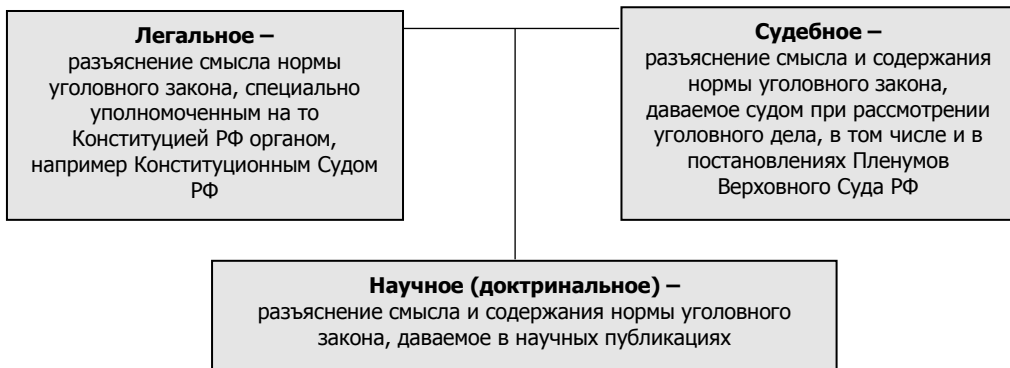 Легальное –
разъяснение смысла нормы
уголовного закона, специально
уполномоченным на то
Конституцией РФ органом,
например Конституционным Судом
РФ
Судебное –
разъяснение смысла и содержания
нормы уголовного закона,
даваемое судом при рассмотрении
уголовного дела, в том числе и в
постановлениях Пленумов
Верховного Суда РФ
Научное (доктринальное) –
разъяснение смысла и содержания нормы уголовного
закона, даваемое в научных публикациях